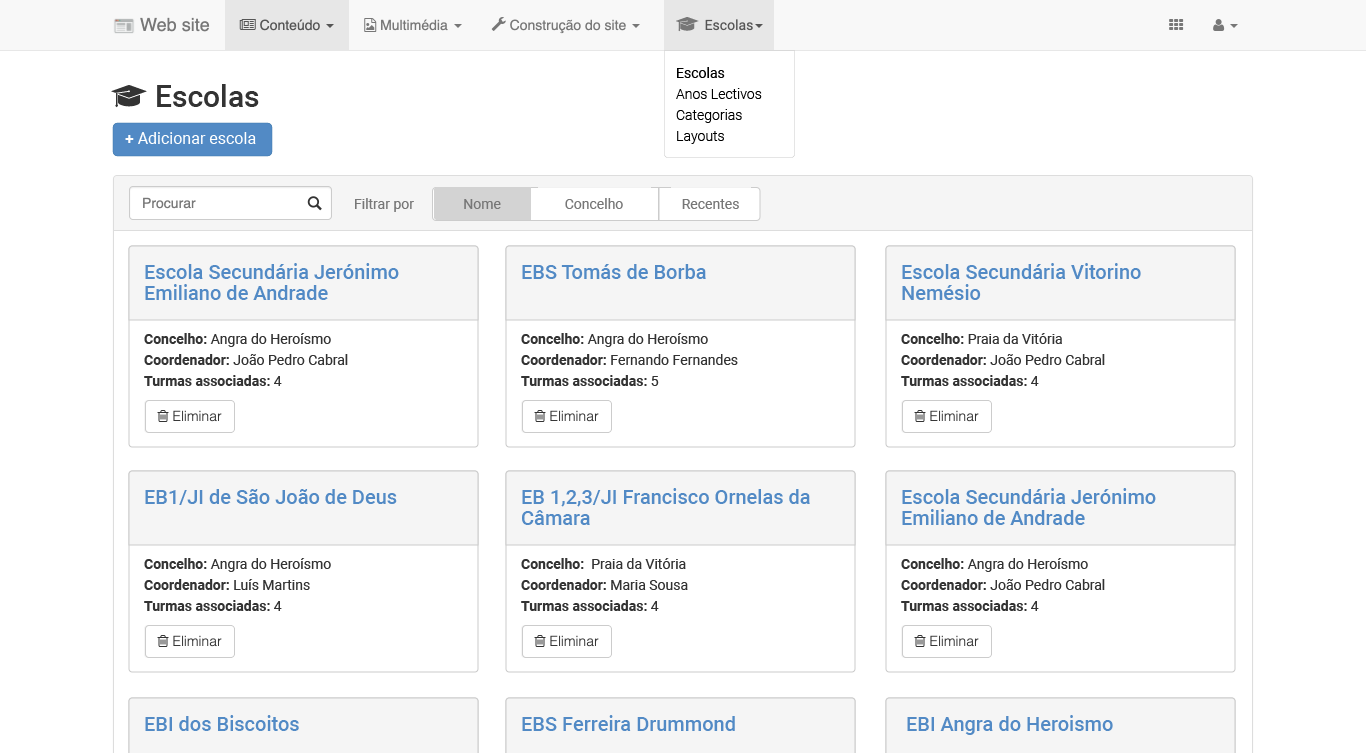 Web site
Conteúdo
Multimédia
Construção do site
Escolas
Escolas
Anos Lectivos
Categorias
Layouts
Escolas
+ Adicionar escola
Procurar
Filtrar por
Nome
Concelho
Recentes
Escola Secundária Jerónimo
Emiliano de Andrade
Concelho: Angra do Heroísmo
Coordenador: João Pedro Cabral
Turmas associadas: 4
Eliminar
EBS Tomás de Borba
Concelho: Angra do Heroísmo
Coordenador: Fernando Fernandes
Turmas associadas: 5
Eliminar
Escola Secundária Vitorino
Nemésio
Concelho: Praia da Vitória
Coordenador: João Pedro Cabral
Turmas associadas: 4
Eliminar
EB1/JI de São João de Deus
Concelho: Angra do Heroísmo
Coordenador: Luís Martins
Turmas associadas: 4
Eliminar
EB 1,2,3/JI Francisco Ornelas da
Câmara
Concelho: Praia da Vitória
Coordenador: Maria Sousa
Turmas associadas: 4
Eliminar
Escola Secundária Jerónimo
Emiliano de Andrade
Concelho: Angra do Heroísmo
Coordenador: João Pedro Cabral
Turmas associadas: 4
Eliminar
EBI dos Biscoitos
EBS Ferreira Drummond
EBI Angra do Heroismo